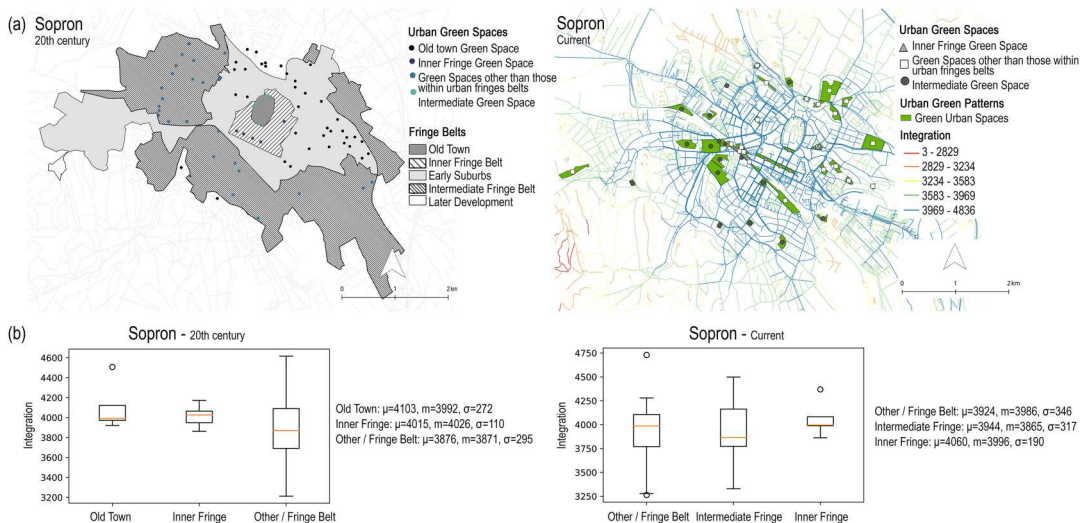 (a)
Sopron
20th century
Urban Green Spaces
Old town Green Space
Inner Fringe Green Space
Green Spaces other than those
within urban fringes belts
Intermediate Green Space
Fringe Belts
Old Town
Inner Fringe Belt
Early Suburbs
Intermediate Fringe Belt
Later Development
0 1 2 km
Sopron
Current
Urban Green Spaces
Inner Fringe Green Space
Green Spaces other than those within
urban fringes belts
Intermediate Green Space
Urban Green Patterns
Green Urban Spaces
Integration
3 - 2829
2829 - 3234
3234 - 3583
3583 - 3969
3969 - 4836
0 1 2 km
(b)
Sopron - 20th century
Integration
4600
4400
4200
4000
3800
3600
3400
3200
Old Town Inner Fringe Other / Fringe Belt
Old Town: μ=4103, m=3992, σ=272
Inner Fringe: μ=4015, m=4026, σ=110
Other / Fringe Belt: μ=3876, m=3871, σ=295
Sopron - Current
Integration
4750
4500
4250
4000
3750
3500
3250
Other / Fringe Belt Intermediate Fringe Inner Fringe
Other / Fringe Belt: μ=3924, m=3986, σ=346
Intermediate Fringe: μ=3944, m=3865, σ=317
Inner Fringe: μ=4060, m=3996, σ=190